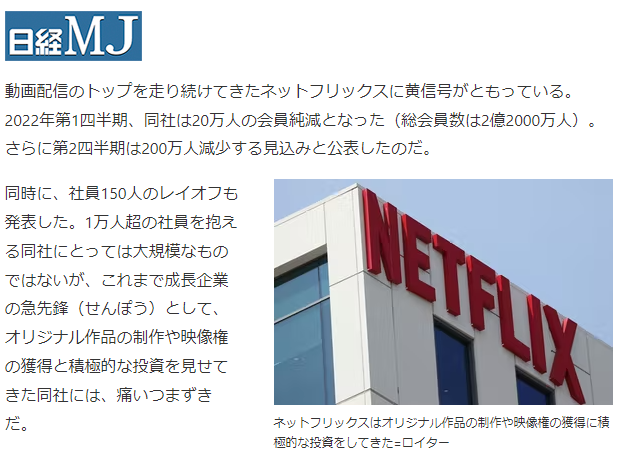 日経MJ
動画配信のトップを走り続けてきたネットフリックスに黄信号がともっている。
2022年第1四半期、同社は20万人の会員純減となった（総会員数は2億2000万人）。
さらに第2四半期は200万人減少する見込みと公表したのだ。
同時に、社員150人のレイオフも
発表した。1万人超の社員を抱え
る同社にとっては大規模なもの
ではないが、これまで成長企業
の急先鋒（せんぽう）として、
オリジナル作品の制作や映像権
の獲得と積極的な投資を見せて
きた同社には、痛いつまずき
だ。
NETFLIX
ネットフリックスはオリジナル作品の制作や映像権の獲得に積
極的な投資をしてきた=ロイター